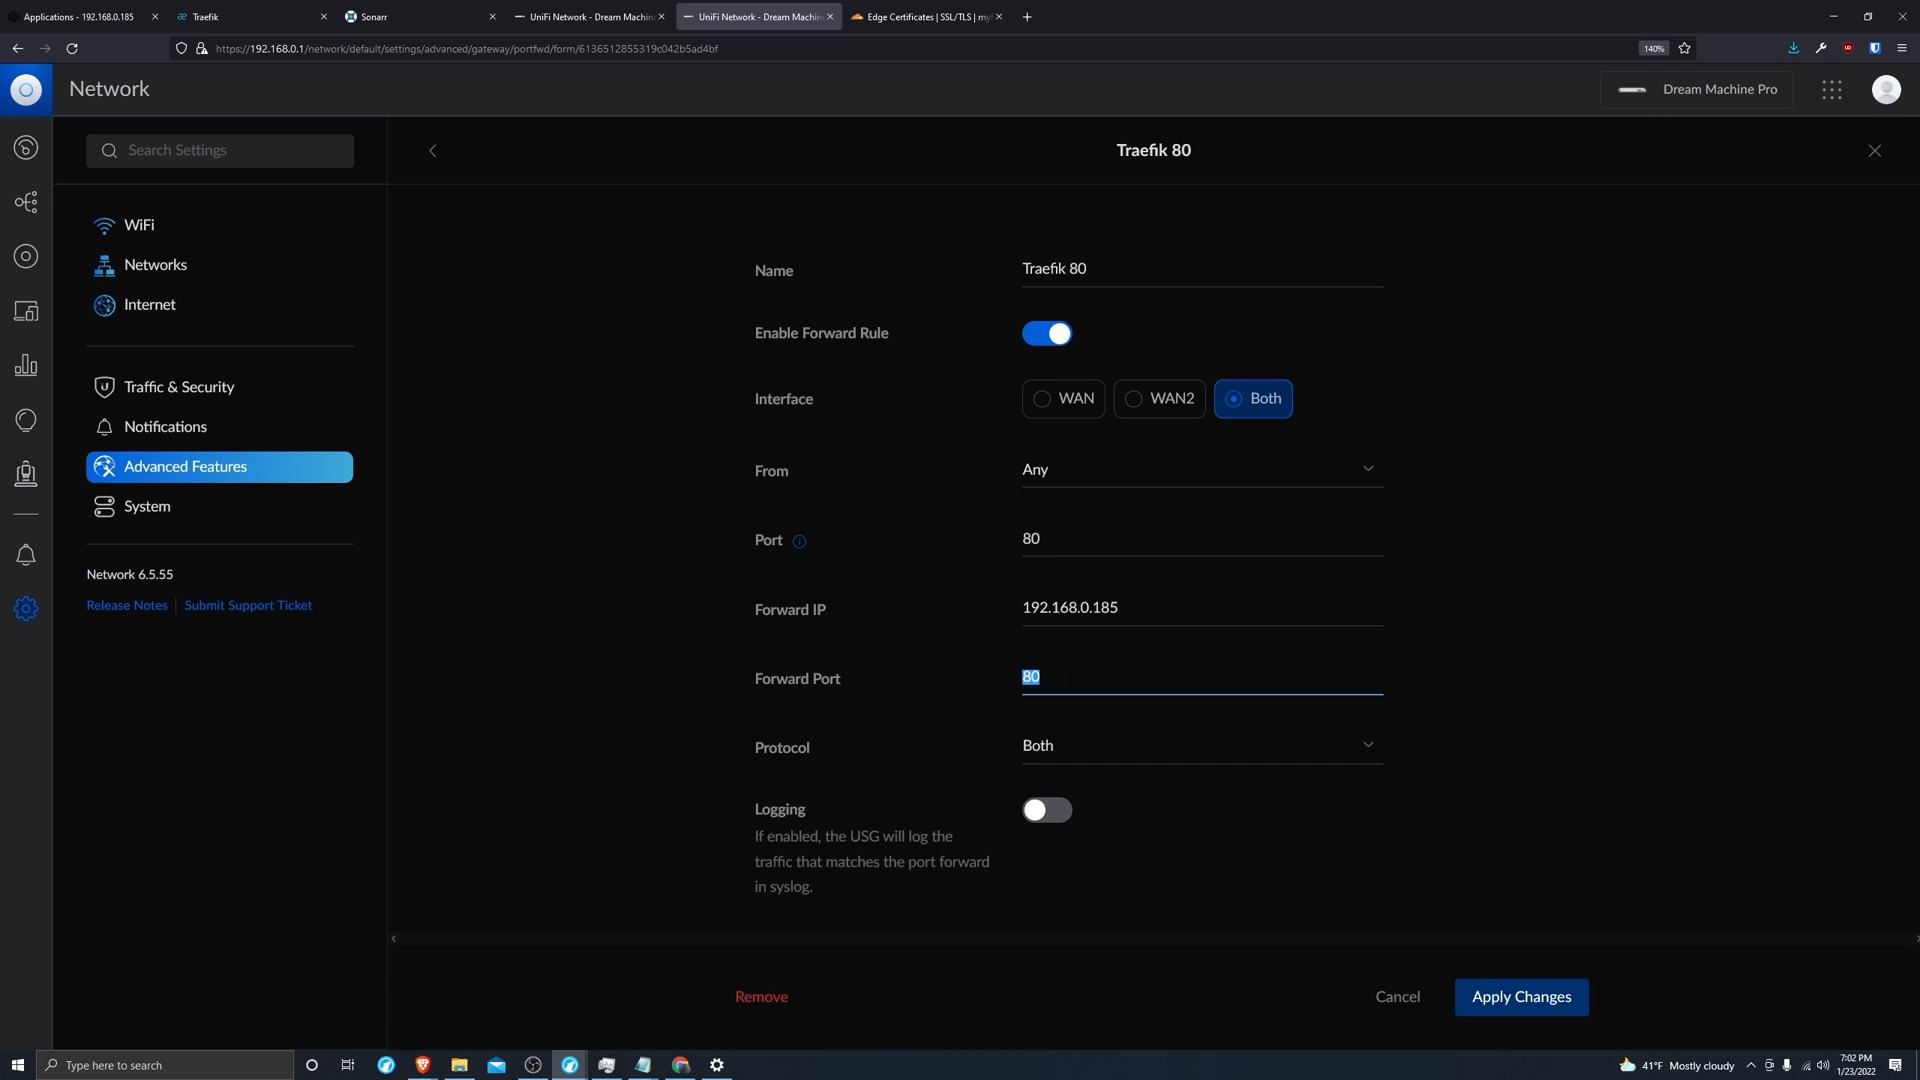 Applications - 192.168.0.185
Traefik
Sonarr
UniFi Network - Dream Machin
UniFi Network - Dream Machine
Edge Certificates | SSL/TLS | myl
https://192.168.0.1/network/default/settings/advanced/gateway/portfwd/form/6136512855319c042b5ad4bf
140%
Network
Dream Machine Pro
Search Settings
Traefik 80
WiFi
Networks
Internet
Traffic & Security
Notifications
Advanced Features
System
Network 6.5.55
Release Notes
Submit Support Ticket
Name
Traefik 80
Enable Forward Rule
Interface
WAN
WAN2
Both
From
Any
Port
80
Forward IP
192.168.0.185
Forward Port
80
Protocol
Both
Logging
If enabled, the USG will log the
traffic that matches the port forward
in syslog.
Remove
Cancel
Apply Changes
Type here to search
41°F Mostly cloudy
7:02 PM
1/23/2022